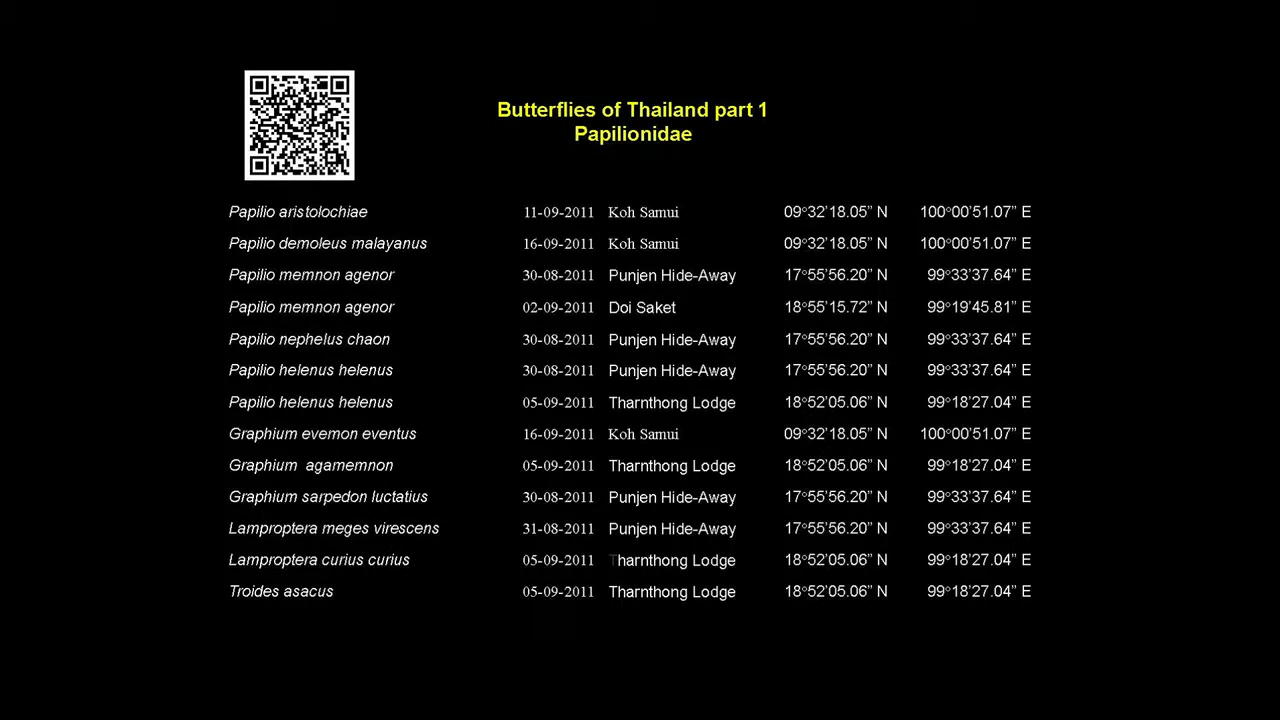 Butterflies of Thailand part 1
Papilionidae
Papilio aristolochiae 11-09-2011 Koh Samui 09°32'18.05” N 100°00’51.07” E
Papilio demoleus malayanus 16-09-2011 Koh Samui 09°32'18.05” N 100°00’51.07” E
Papilio memnon agenor 30-08-2011 Punjen Hide-Away 17°55’56.20” N 99°33’37.64” E
Papilio memnon agenor 02-09-2011 Doi Saket 18°55’15.72” N 99°19’45.81” E
Papilio nephelus chaon 30-08-2011 Punjen Hide-Away 17°55’56.20” N 99°33’37.64” E
Papilio helenus helenus 30-08-2011 Punjen Hide-Away 17°55’56.20” N 99°33’37.64” E
Papilio helenus helenus 05-09-2011 Tharnthong Lodge 18°52’05.06” N 99°18’27.04” E
Graphium evemon eventus 16-09-2011 Koh Samui 09°32'18.05” N 100°00’51.07” E
Graphium agamemnon 05-09-2011 Tharnthong Lodge 18°52’05.06” N 99°18’27.04” E
Graphium sarpedon luctatius 30-08-2011 Punjen Hide-Away 17°55’56.20” N 99°33’37.64” E
Lamproptera meges virescens 31-08-2011 Punjen Hide-Away 17°55’56.20” N 99°33’37.64” E
Lamproptera curius curius 05-09-2011 Tharnthong Lodge 18°52’05.06” N 99°18’27.04” E
Troides asacus 05-09-2011 Tharnthong Lodge 18°52’05.06” N 99°18’27.04” E